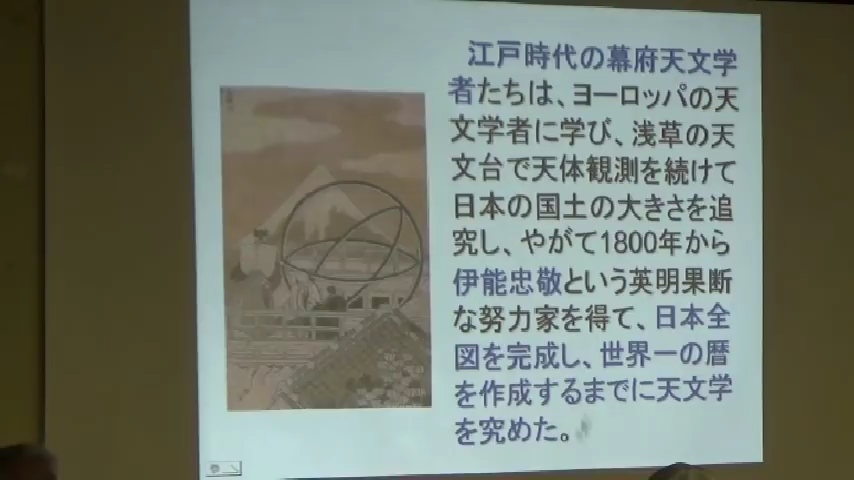 江戸時代の幕府天文学
者たちは、ヨーロッパの天
文学者に学び、浅草の天
文台で天体観測を続けて
日本の国土の大きさを追
究し、やがて1800年から
伊能忠敬という英明果断
な努力家を得て、日本全
図を完成し、世界一の暦
を作成するまでに天文学
を究めた。